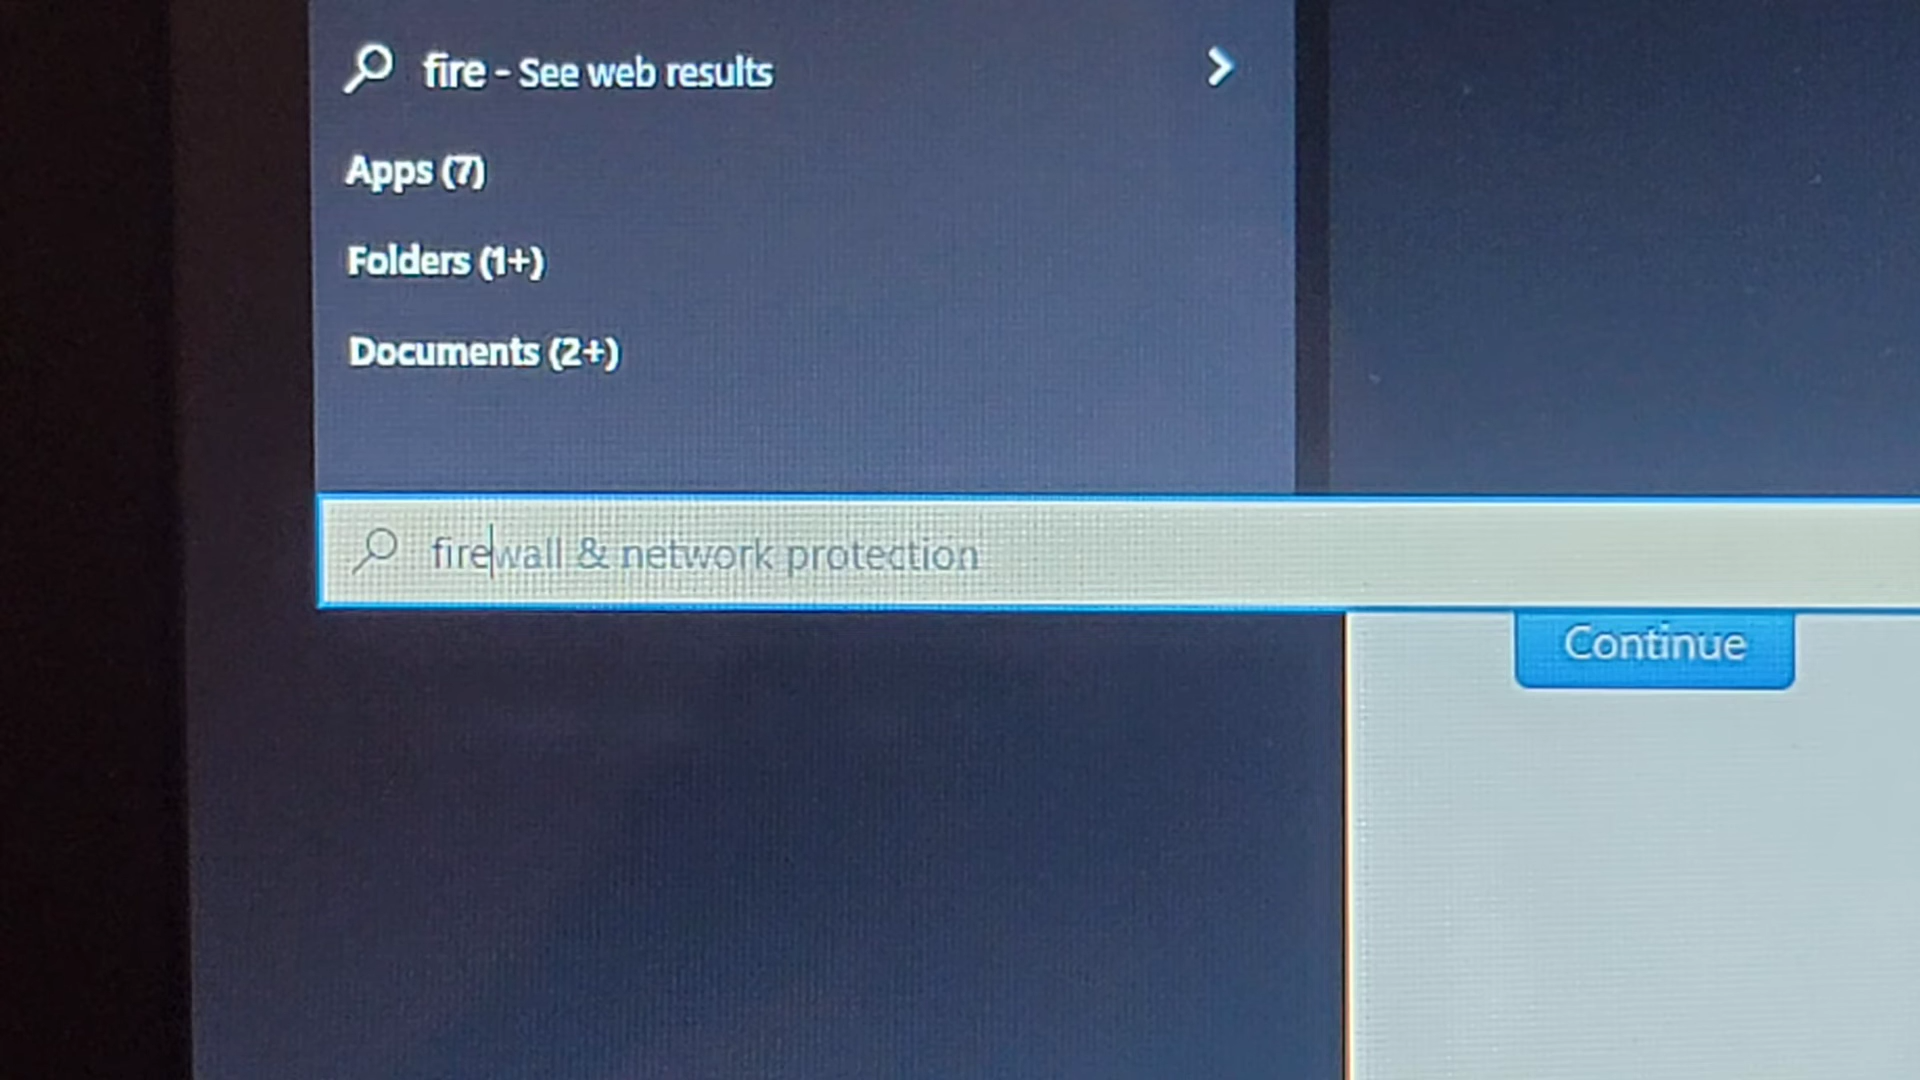 fire - See web results
Apps (7)
Folders (1+)
Documents (2+)
firewall & network protection
Continue